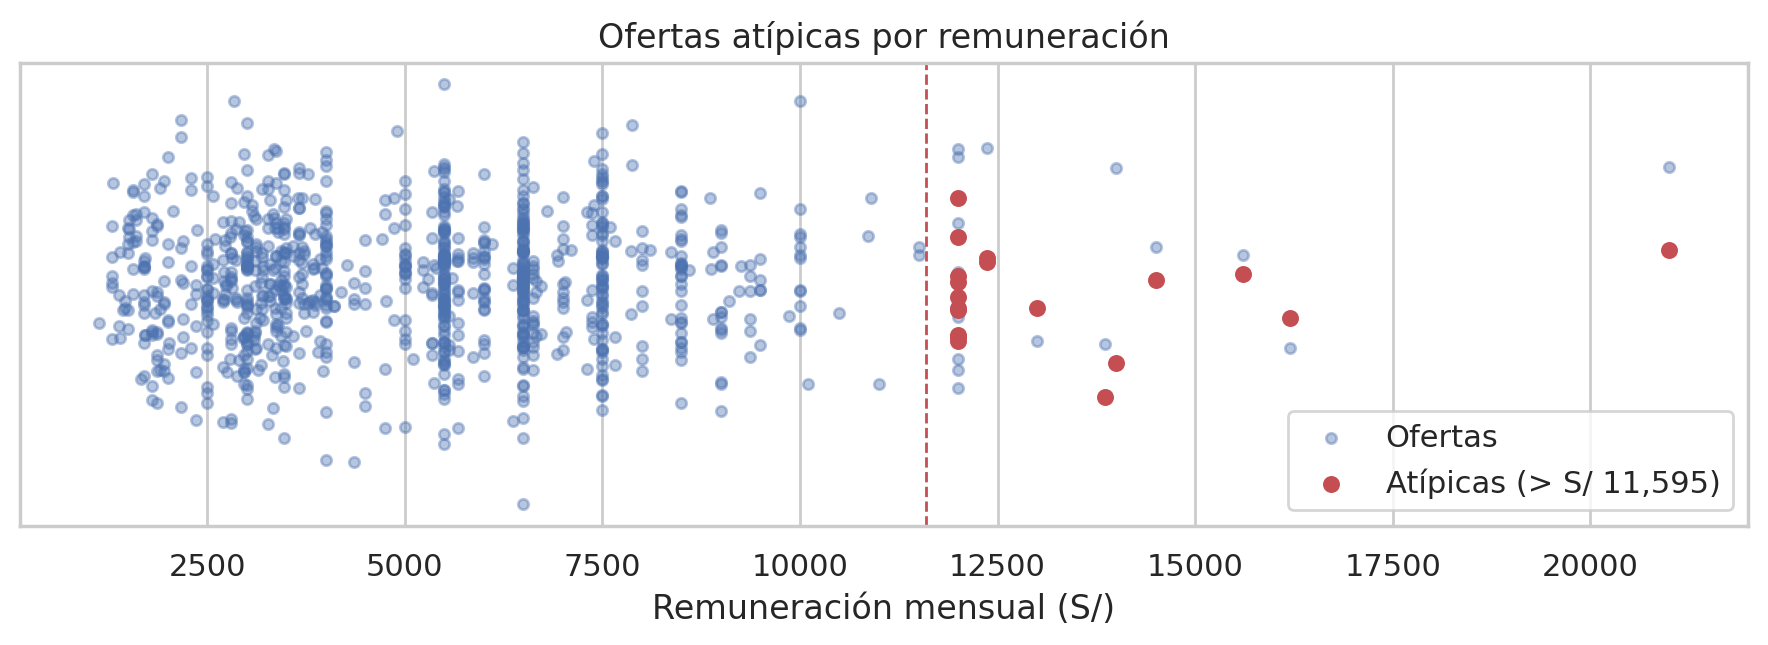 Ofertas atípicas por remuneración
Ofertas
Atípicas (> S/ 11,595)
2500 5000 7500 10000 12500 15000 17500 20000
Remuneración mensual (S/)